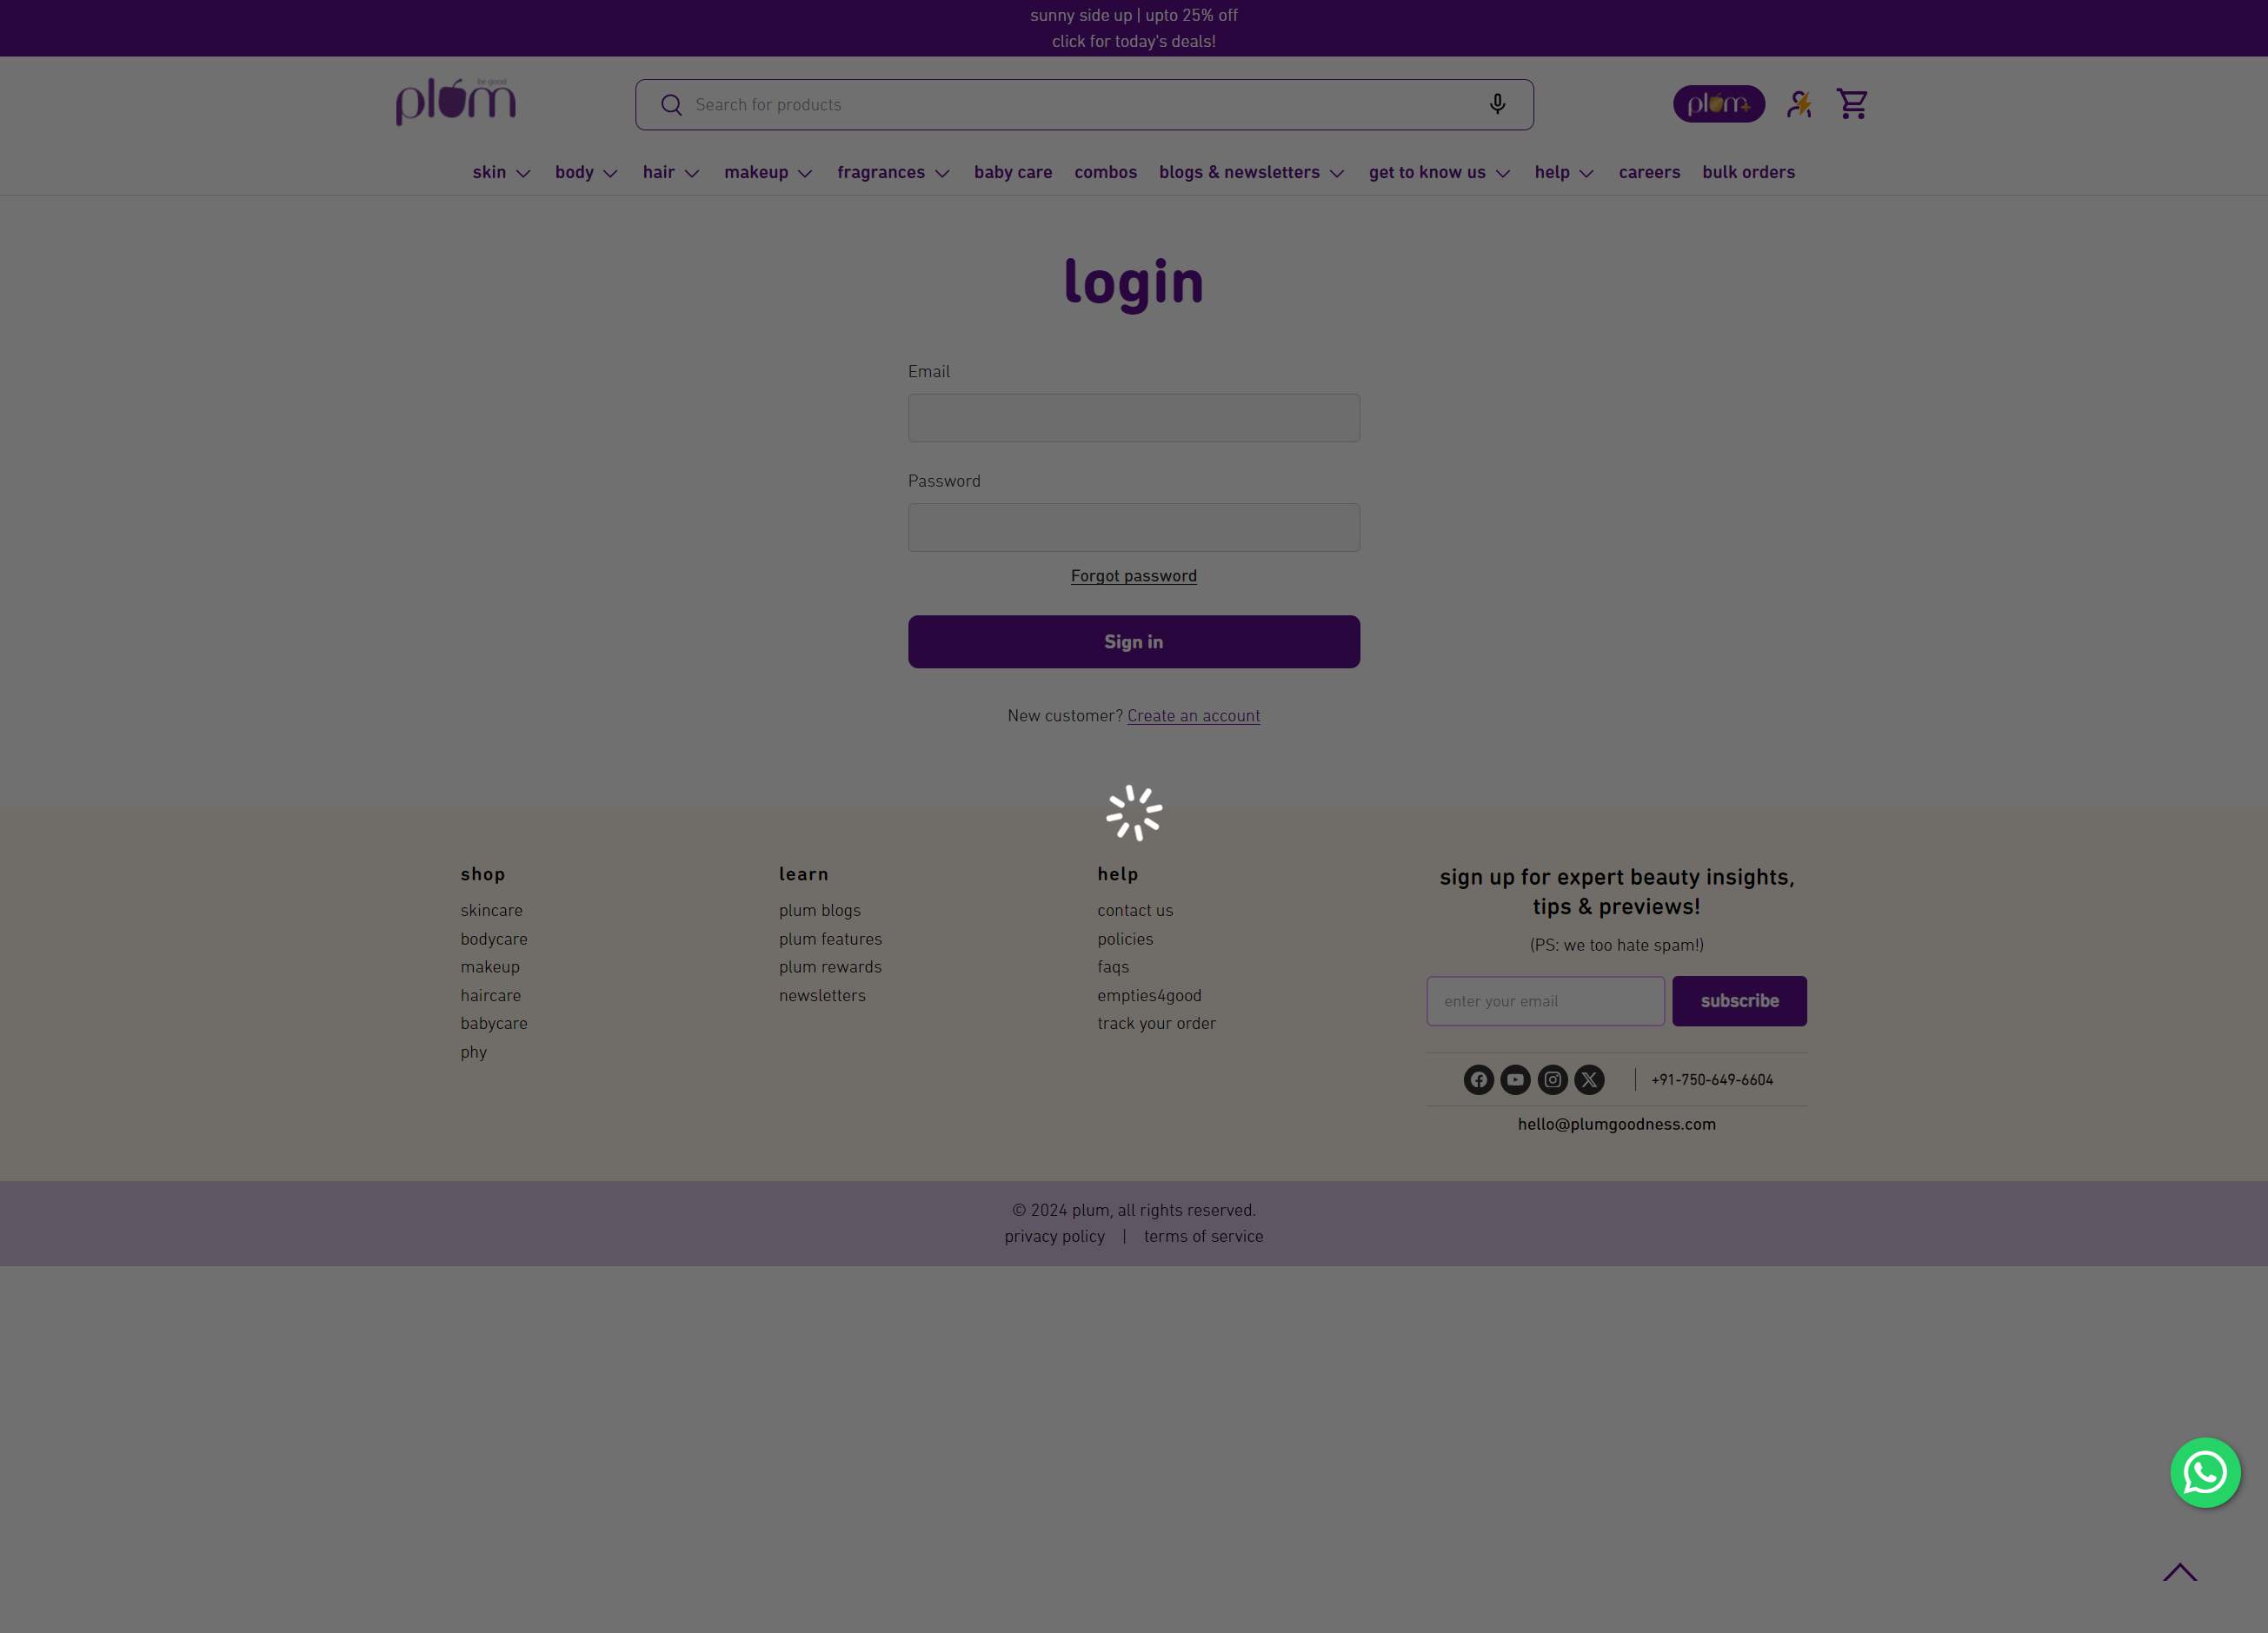 sunny side up | upto 25% off
click for today's deals!
plum
be good
Search for products
plum+
skin body hair makeup fragrances baby care combos blogs & newsletters get to know us help careers bulk orders
login
Email
Password
Forgot password
Sign in
New customer? Create an account
shop
skincare
bodycare
makeup
haircare
babycare
phy
learn
plum blogs
plum features
plum rewards
newsletters
help
contact us
policies
faqs
empties4good
track your order
sign up for expert beauty insights,
tips & previews!
(PS: we too hate spam!)
enter your email
subscribe
+91-750-649-6604
hello@plumgoodness.com
© 2024 plum, all rights reserved.
privacy policy | terms of service